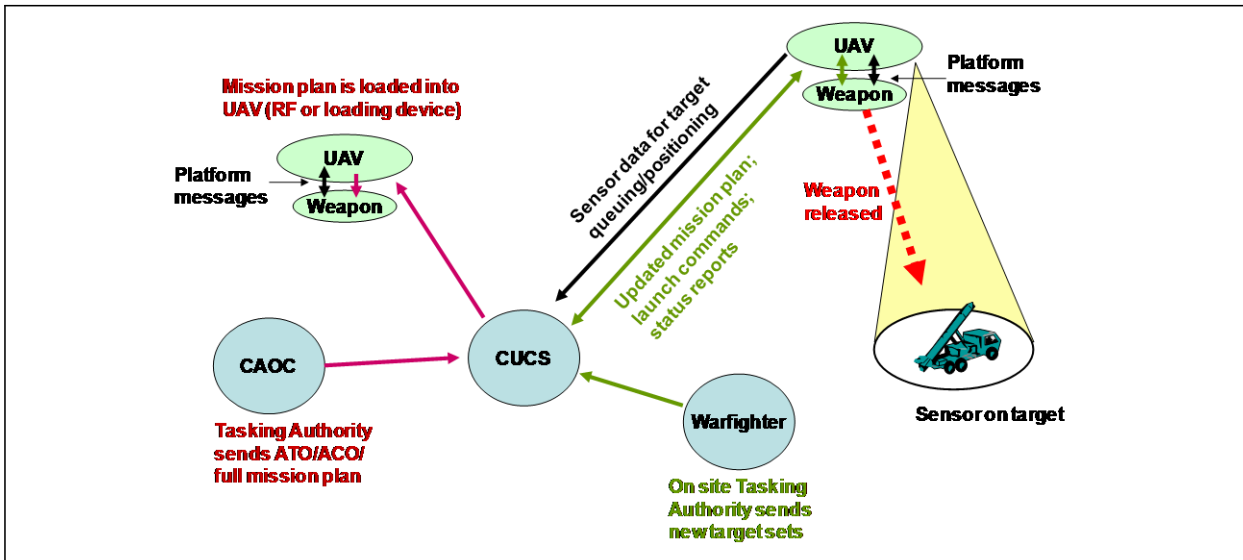 UAV
Weapon
Platform
messages
Mission plan is loaded into
UAV (RF or loading device)
UAV
Weapon
Platform
messages
Sensor data for target
queuing/positioning
Updated mission plan;
launch commands;
status reports
Weapon
released
CAOC
CUCS
Warfighter
Sensor on target
Tasking Authority
sends ATO/ACO/
full mission plan
On site Tasking
Authority sends
new target sets